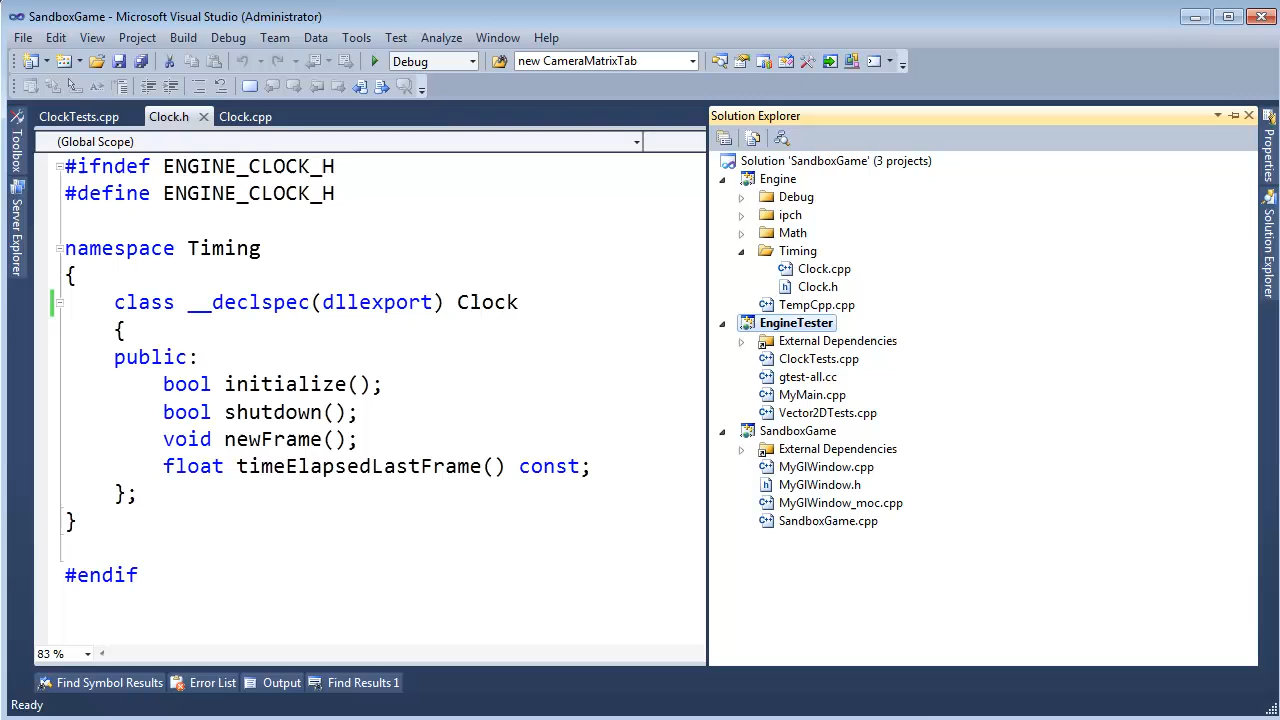 SandboxGame - Microsoft Visual Studio (Administrator)
File Edit View Project Build Debug Team Data Tools Test Analyze Window Help
Debug new CameraMatrixTab
ClockTests.cpp Clock.h Clock.cpp
(Global Scope)
#ifndef ENGINE_CLOCK_H
#define ENGINE_CLOCK_H
namespace Timing
{
class __declspec(dllexport) Clock
{
public:
bool initialize();
bool shutdown();
void newFrame();
float timeElapsedLastFrame() const;
};
}
#endif
83 %
Toolbox
Server Explorer
Solution Explorer
Solution 'SandboxGame' (3 projects)
Engine
Debug
ipch
Math
Timing
Clock.cpp
Clock.h
TempCpp.cpp
EngineTester
External Dependencies
ClockTests.cpp
gtest-all.cc
MyMain.cpp
Vector2DTests.cpp
SandboxGame
External Dependencies
MyGlWindow.cpp
MyGlWindow.h
MyGlWindow_moc.cpp
SandboxGame.cpp
Properties
Solution Explorer
Find Symbol Results Error List Output Find Results 1
Ready